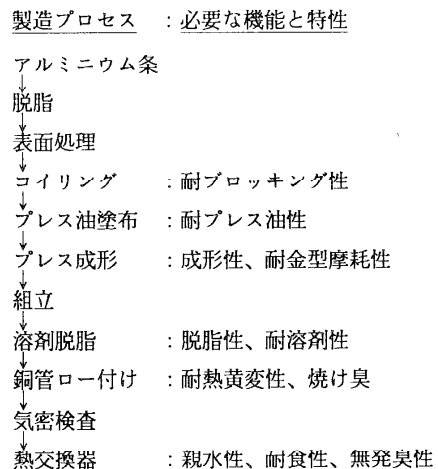 製造プロセス :必要な機能と特性
アルミニウム条
↓
脱脂
↓
表面処理
↓
コイリング :耐ブロッキング性
↓
プレス油塗布 :耐プレス油性
↓
プレス成形 :成形性、耐金型摩耗性
↓
組立
↓
溶剤脱脂 :脱脂性、耐溶剤性
↓
銅管ロー付け :耐熱黄変性、焼け臭
↓
気密検査
↓
熱交換器 :親水性、耐食性、無発臭性